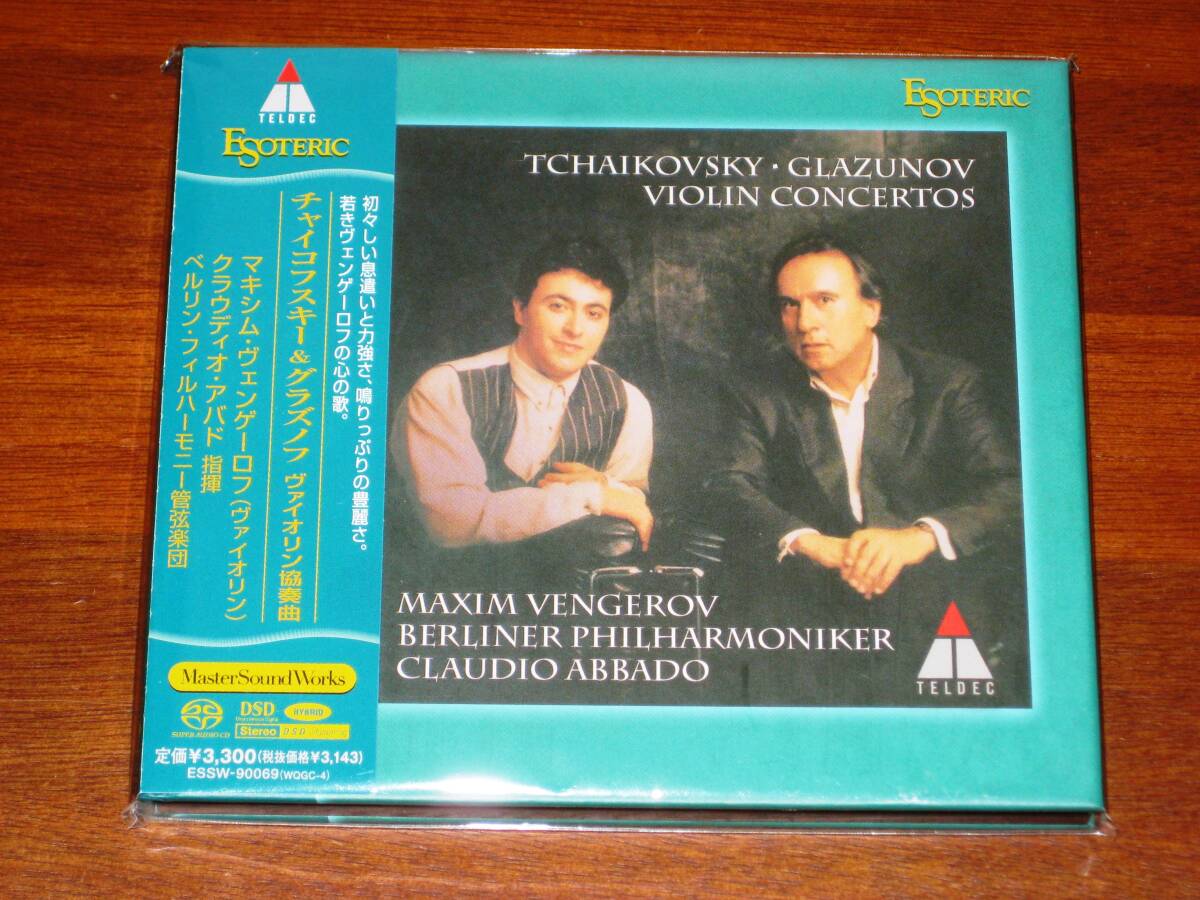 TELDEC
ESOTERIC
初々しい息遣いと力強さ、鳴りっぷりの豊麗さ。
若きヴェンゲーロフの心の歌。
チャイコフスキー&グラズノフ ヴァイオリン協奏曲
マキシム・ヴェンゲーロフ(ヴァイオリン)
クラウディオ・アバド 指揮
ベルリン・フィルハーモニー管弦楽団
MasterSoundWorks
SUPER AUDIO CD
DSD
HYBRID
Stereo DSD
定価¥3,300(税抜価格¥3,143)
ESSW-90069(WQGC-4)
ESOTERIC
TCHAIKOVSKY · GLAZUNOV
VIOLIN CONCERTOS
MAXIM VENGEROV
BERLINER PHILHARMONIKER
CLAUDIO ABBADO
TELDEC